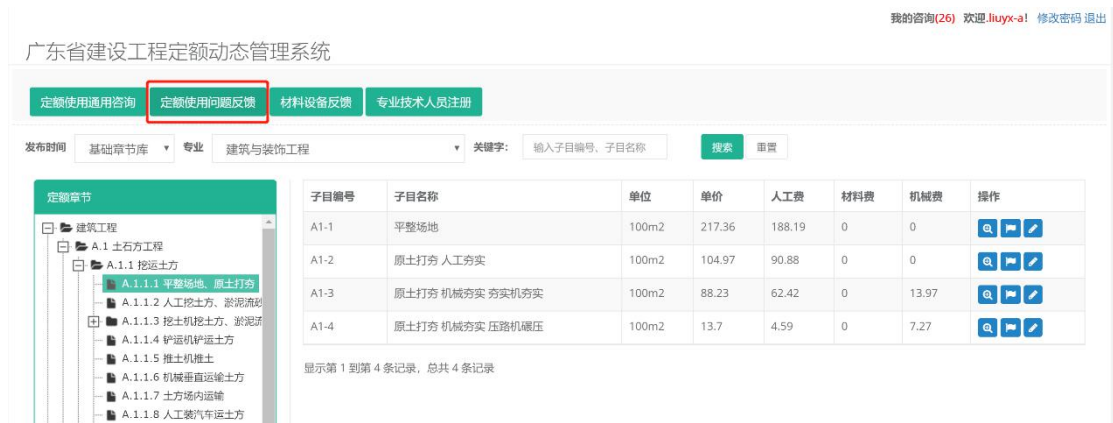 我的咨询(26) 欢迎.liuyx-a! 修改密码 退出
广东省建设工程定额动态管理系统
定额使用通用咨询 定额使用问题反馈 材料设备反馈 专业技术人员注册
发布时间 基础章节库 专业 建筑与装饰工程 关键字: 输入子目编号、子目名称 搜索 重置
定额章节
建筑工程
A.1 土石方工程
A.1.1 挖运土方
A.1.1.1 平整场地、原土打夯
A.1.1.2 人工挖土方、淤泥流砂
A.1.1.3 挖土机挖土方、淤泥流
A.1.1.4 铲运机铲运土方
A.1.1.5 推土机推土
A.1.1.6 机械垂直运输土方
A.1.1.7 土方场内运输
A.1.1.8 人工装汽车运土方
子目编号 子目名称 单位 单价 人工费 材料费 机械费 操作
A1-1 平整场地 100m2 217.36 188.19 0 0
A1-2 原土打夯 人工夯实 100m2 104.97 90.88 0 0
A1-3 原土打夯 机械夯实 夯实机夯实 100m2 88.23 62.42 0 13.97
A1-4 原土打夯 机械夯实 压路机碾压 100m2 13.7 4.59 0 7.27
显示第 1 到第 4 条记录，总共 4 条记录